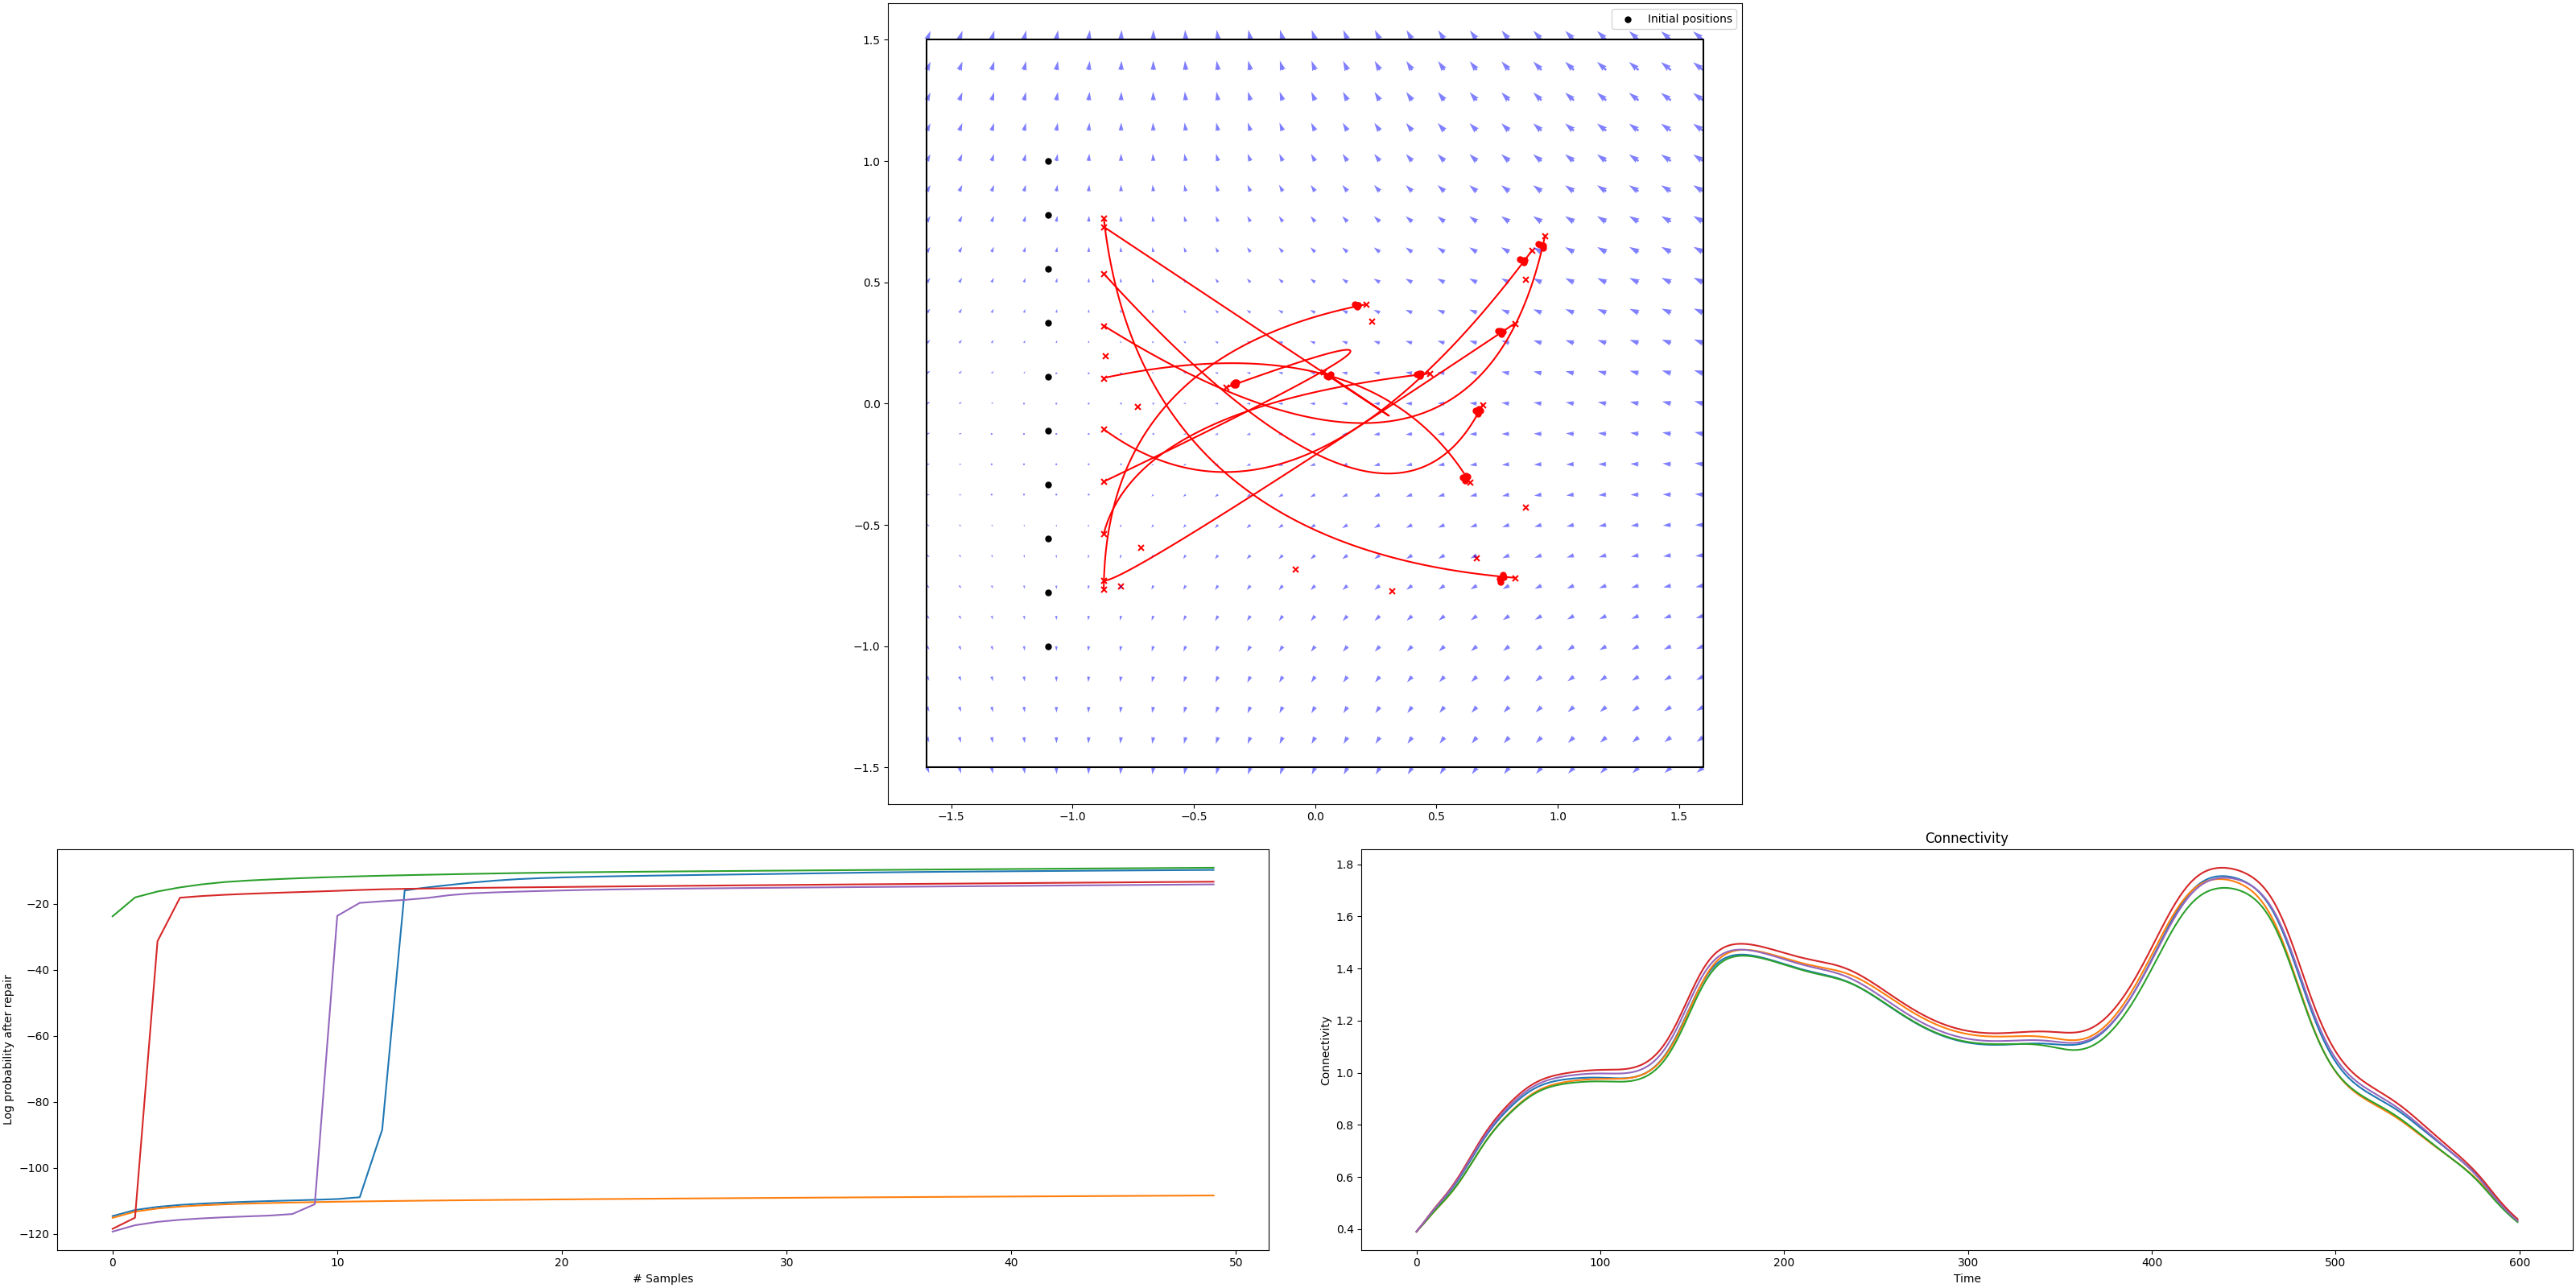 Initial positions
1.5
1.0
0.5
0.0
−0.5
−1.0
−1.5
−1.5 −1.0 −0.5 0.0 0.5 1.0 1.5
Log probability after repair
−20
−40
−60
−80
−100
−120
0 10 20 30 40 50
# Samples
Connectivity
Connectivity
1.8
1.6
1.4
1.2
1.0
0.8
0.6
0.4
0 100 200 300 400 500 600
Time